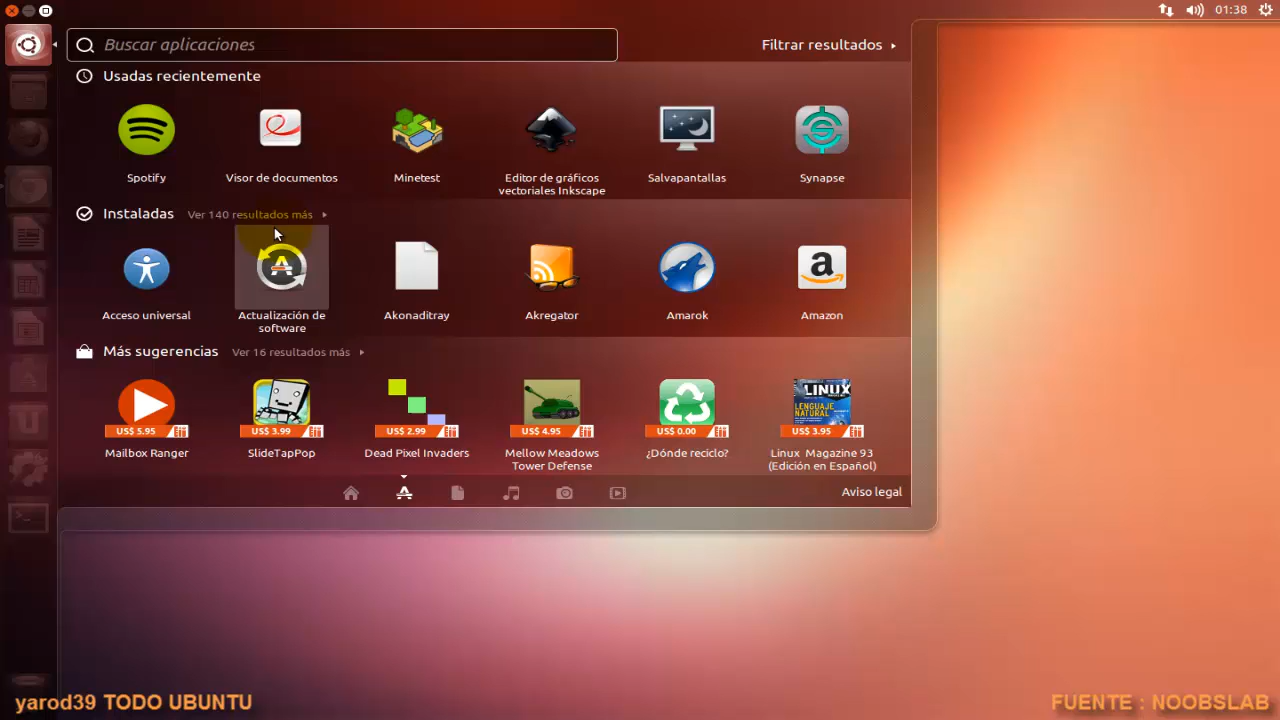 01:38
Buscar aplicaciones
Filtrar resultados
Usadas recientemente
Spotify
Visor de documentos
Minetest
Editor de gráficos
vectoriales Inkscape
Salvapantallas
Synapse
Instaladas Ver 140 resultados más
Acceso universal
Actualización de
software
Akonaditray
Akregator
Amarok
Amazon
Más sugerencias Ver 16 resultados más
US$ 5.95
US$ 3.99
US$ 2.99
US$ 4.95
US$ 0.00
LINUX
LENGUAJE
NATURAL
US$ 3.95
Mailbox Ranger
SlideTapPop
Dead Pixel Invaders
Mellow Meadows
Tower Defense
¿Dónde reciclo?
Linux Magazine 93
(Edición en Español)
Aviso legal
yarod39 TODO UBUNTU
FUENTE : NOOBSLAB